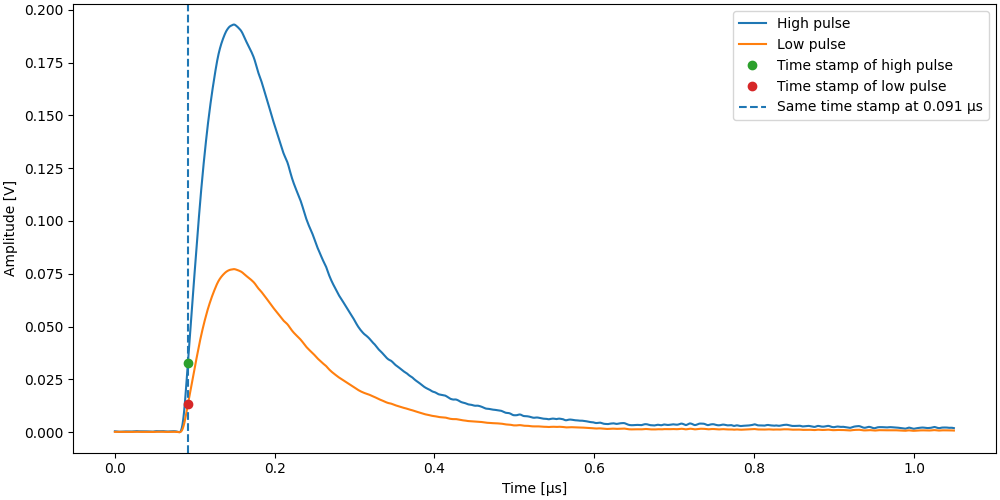 High pulse
Low pulse
Time stamp of high pulse
Time stamp of low pulse
Same time stamp at 0.091 µs
Amplitude [V]
0.200
0.175
0.150
0.125
0.100
0.075
0.050
0.025
0.000
0.0 0.2 0.4 0.6 0.8 1.0
Time [µs]